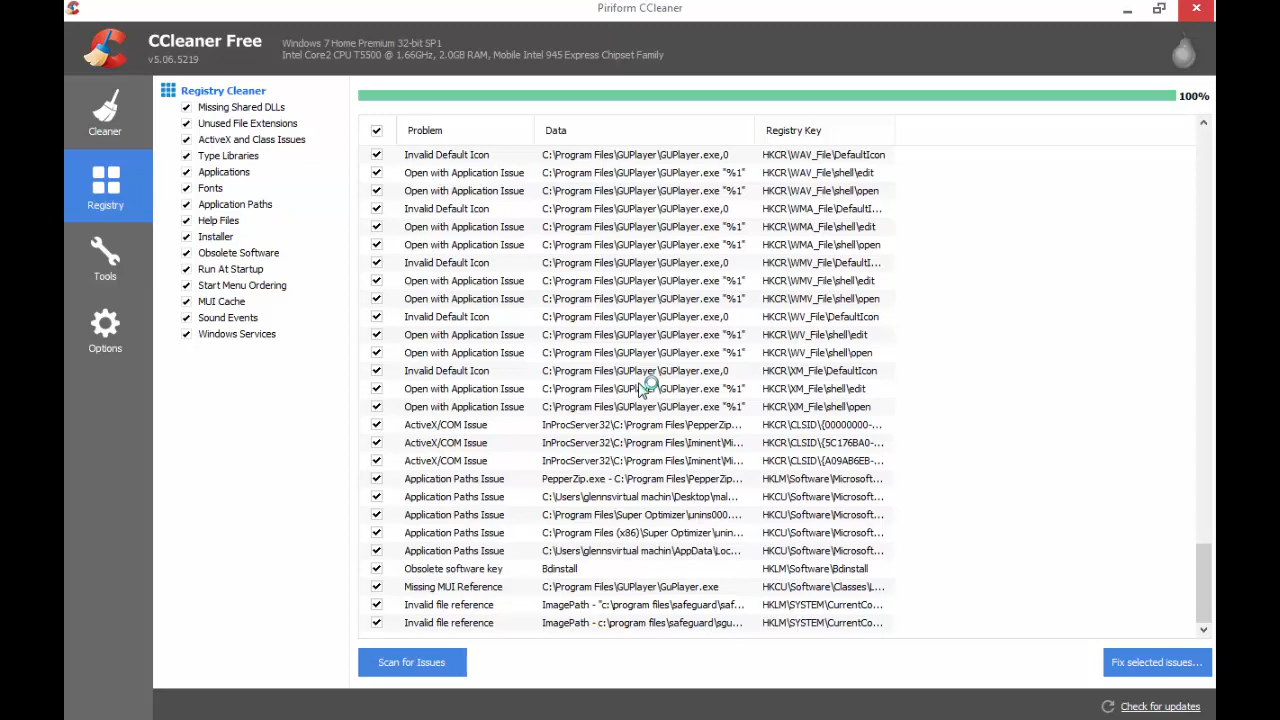 Piriform CCleaner
CCleaner Free
v5.06.5219
Windows 7 Home Premium 32-bit SP1
Intel Core2 CPU T5500 @ 1.66GHz, 2.0GB RAM, Mobile Intel 945 Express Chipset Family
Cleaner
Registry
Tools
Options
Registry Cleaner
Missing Shared DLLs
Unused File Extensions
ActiveX and Class Issues
Type Libraries
Applications
Fonts
Application Paths
Help Files
Installer
Obsolete Software
Run At Startup
Start Menu Ordering
MUI Cache
Sound Events
Windows Services
100%
Problem Data Registry Key
Invalid Default Icon C:\Program Files\GUPlayer\GUPlayer.exe,0 HKCR\WAV_File\DefaultIcon
Open with Application Issue C:\Program Files\GUPlayer\GUPlayer.exe "%1" HKCR\WAV_File\shell\edit
Open with Application Issue C:\Program Files\GUPlayer\GUPlayer.exe "%1" HKCR\WAV_File\shell\open
Invalid Default Icon C:\Program Files\GUPlayer\GUPlayer.exe,0 HKCR\WMA_File\DefaultI...
Open with Application Issue C:\Program Files\GUPlayer\GUPlayer.exe "%1" HKCR\WMA_File\shell\edit
Open with Application Issue C:\Program Files\GUPlayer\GUPlayer.exe "%1" HKCR\WMA_File\shell\open
Invalid Default Icon C:\Program Files\GUPlayer\GUPlayer.exe,0 HKCR\WMV_File\DefaultI...
Open with Application Issue C:\Program Files\GUPlayer\GUPlayer.exe "%1" HKCR\WMV_File\shell\edit
Open with Application Issue C:\Program Files\GUPlayer\GUPlayer.exe "%1" HKCR\WMV_File\shell\open
Invalid Default Icon C:\Program Files\GUPlayer\GUPlayer.exe,0 HKCR\WV_File\DefaultIcon
Open with Application Issue C:\Program Files\GUPlayer\GUPlayer.exe "%1" HKCR\WV_File\shell\edit
Open with Application Issue C:\Program Files\GUPlayer\GUPlayer.exe "%1" HKCR\WV_File\shell\open
Invalid Default Icon C:\Program Files\GUPlayer\GUPlayer.exe,0 HKCR\XM_File\DefaultIcon
Open with Application Issue C:\Program Files\GUPlayer\GUPlayer.exe "%1" HKCR\XM_File\shell\edit
Open with Application Issue C:\Program Files\GUPlayer\GUPlayer.exe "%1" HKCR\XM_File\shell\open
ActiveX/COM Issue InProcServer32\C:\Program Files\PepperZip... HKCR\CLSID\{00000000-...
ActiveX/COM Issue InProcServer32\C:\Program Files\Iminent\Mi... HKCR\CLSID\{5C176BA0-...
ActiveX/COM Issue InProcServer32\C:\Program Files\Iminent\Mi... HKCR\CLSID\{A09AB6EB-...
Application Paths Issue PepperZip.exe - C:\Program Files\PepperZip... HKLM\Software\Microsoft...
Application Paths Issue C:\Users\glennsvirtual machin\Desktop\mal... HKCU\Software\Microsoft...
Application Paths Issue C:\Program Files\Super Optimizer\unins000.... HKCU\Software\Microsoft...
Application Paths Issue C:\Program Files (x86)\Super Optimizer\unin... HKCU\Software\Microsoft...
Application Paths Issue C:\Users\glennsvirtual machin\AppData\Loc... HKCU\Software\Microsoft...
Obsolete software key Bdinstall HKLM\Software\Bdinstall
Missing MUI Reference C:\Program Files\GUPlayer\GuPlayer.exe HKCU\Software\Classes\L...
Invalid file reference ImagePath - "c:\program files\safeguard\saf... HKLM\SYSTEM\CurrentCo...
Invalid file reference ImagePath - c:\program files\safeguard\sgu... HKLM\SYSTEM\CurrentCo...
Scan for Issues
Fix selected issues...
Check for updates